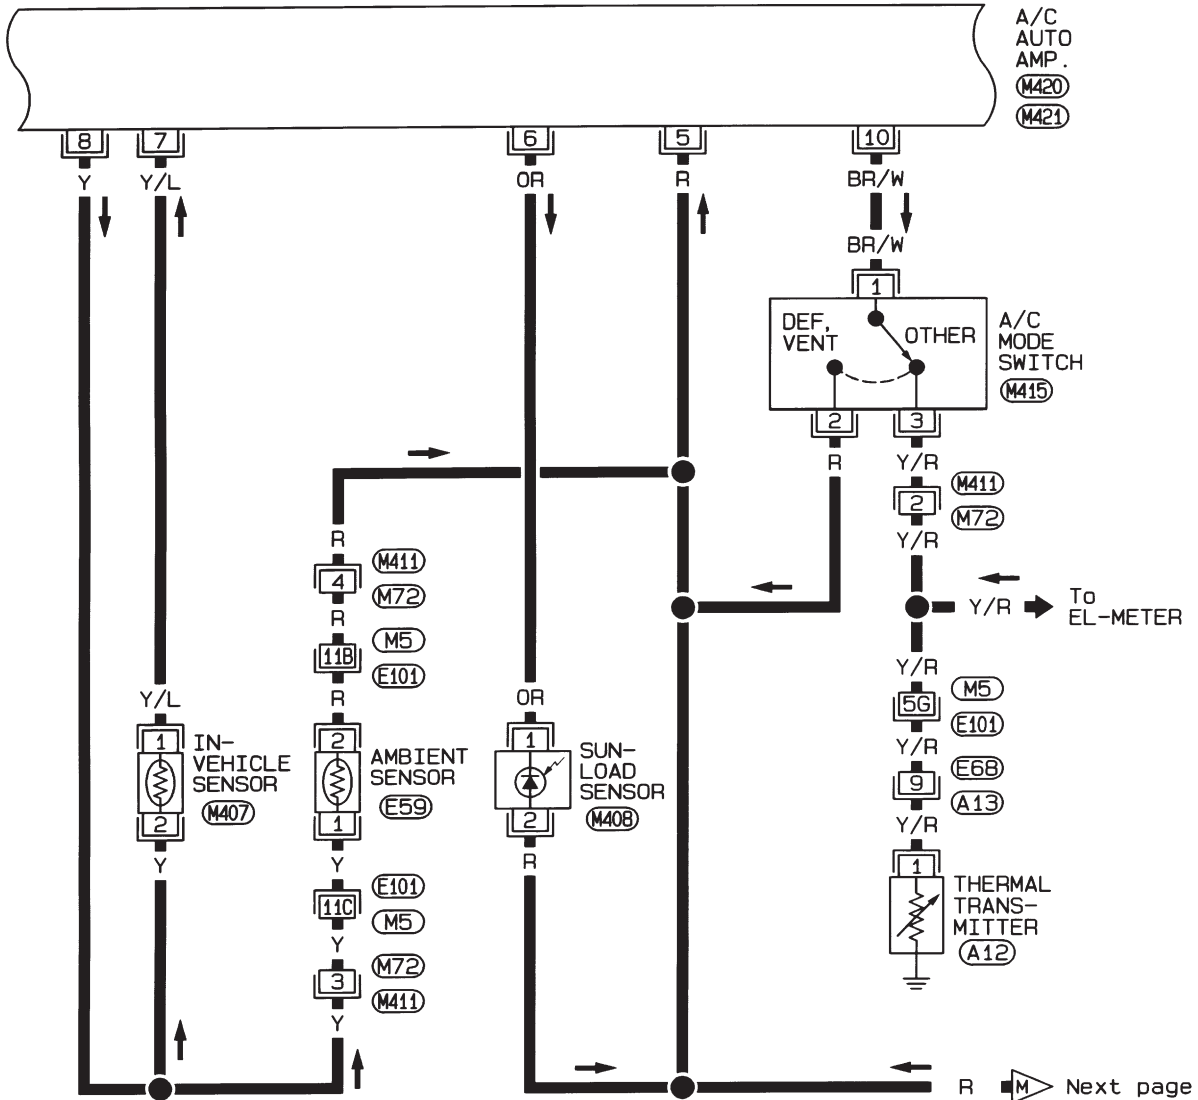 A/C
AUTO
AMP.
M420
M421
8 7 6 5 10
Y Y/L OR R BR/W
BR/W
1
DEF,
VENT
OTHER
A/C
MODE
SWITCH
M415
2 3
R Y/R
M411
2
M72
Y/R
R
M411
4
M72
R
M5
11B
E101
R
Y/R
To
EL-METER
Y/R
M5
5G
E101
Y/R
E68
9
A13
Y/R
1
THERMAL
TRANS-
MITTER
A12
Y/L
1
IN-
VEHICLE
SENSOR
M407
2
Y
2
AMBIENT
SENSOR
E59
1
Y
E101
11C
M5
Y
M72
3
M411
Y
OR
1
SUN-
LOAD
SENSOR
M408
2
R
R M Next page